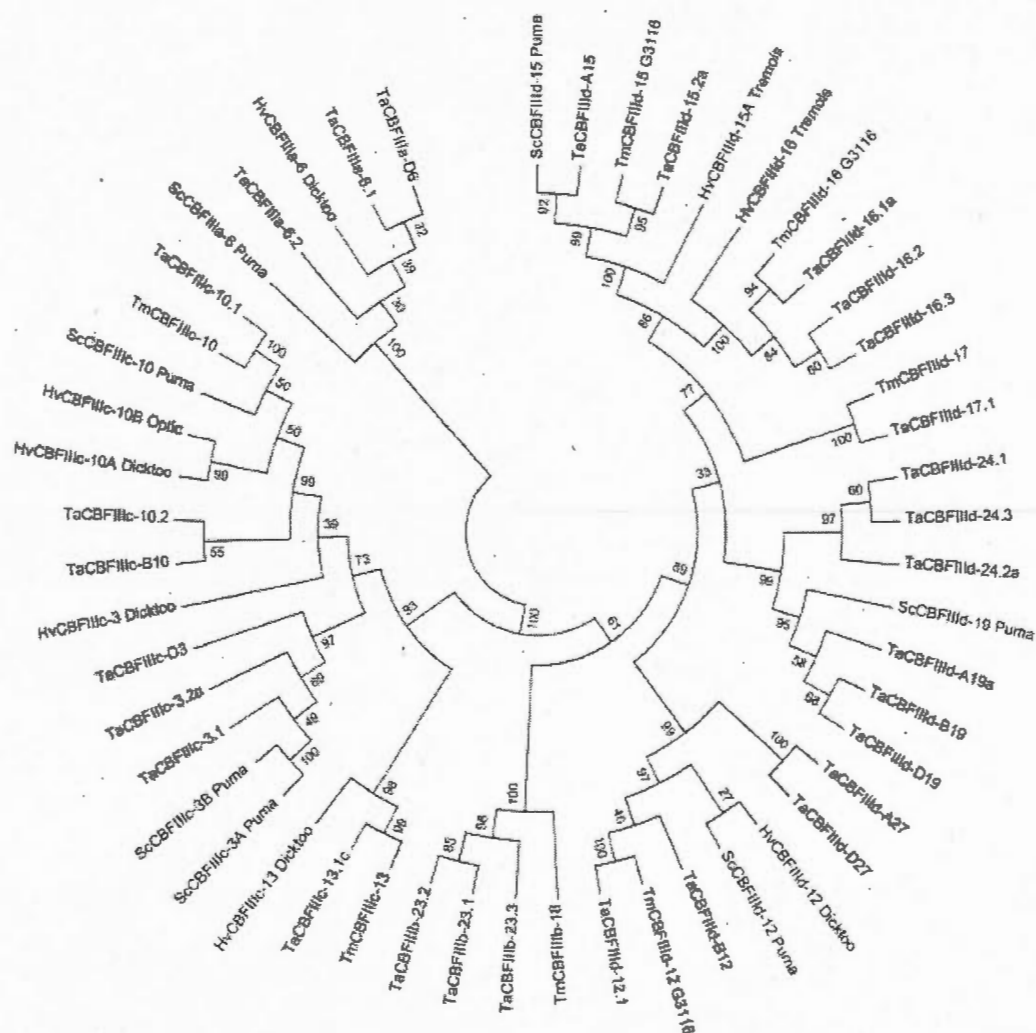 ScCBFIIId-15 Puma
TaCBFIIId-A15
TmCBFIIId-15 G3116
TaCBFIIId-15.2a
HvCBFIIId-15A Tremois
HvCBFIIId-16 Tremois
TmCBFIIId-16 G3116
TaCBFIIId-16.1a
TaCBFIIId-16.2
TaCBFIIId-16.3
TmCBFIIId-17
TaCBFIIId-17.1
TaCBFIIId-24.1
TaCBFIIId-24.3
TaCBFIIId-24.2a
ScCBFIIId-19 Puma
TaCBFIIId-A19a
TaCBFIIId-B19
TaCBFIIId-D19
TaCBFIIId-A27
TaCBFIIId-D27
HvCBFIIId-12 Dicktoo
ScCBFIIId-12 Puma
TaCBFIIId-B12
TmCBFIIId-12 G3116
TaCBFIIId-12.1
TmCBFIIIb-18
TaCBFIIIb-23.3
TaCBFIIIb-23.1
TaCBFIIIb-23.2
TmCBFIIIc-13
TaCBFIIIc-13.1c
HvCBFIIIc-13 Dicktoo
ScCBFIIIc-3A Puma
ScCBFIIIc-3B Puma
TaCBFIIIc-3.1
TaCBFIIIc-3.2a
TaCBFIIIc-D3
HvCBFIIIc-3 Dicktoo
TaCBFIIIc-B10
TaCBFIIIc-10.2
HvCBFIIIc-10A Dicktoo
HvCBFIIIc-10B Optic
ScCBFIIIc-10 Puma
TmCBFIIIc-10
TaCBFIIIc-10.1
ScCBFIIIa-6 Puma
TaCBFIIIa-6.2
HvCBFIIIa-6 Dicktoo
TaCBFIIIa-6.1
TaCBFIIIa-D6
92
99
95
100
86
100
94
84
60
77
100
33
60
97
99
95
58
98
89
100
99
97
27
46
100
61
100
96
85
100
93
98
99
73
36
97
89
49
100
99
55
50
99
50
100
100
30
39
32